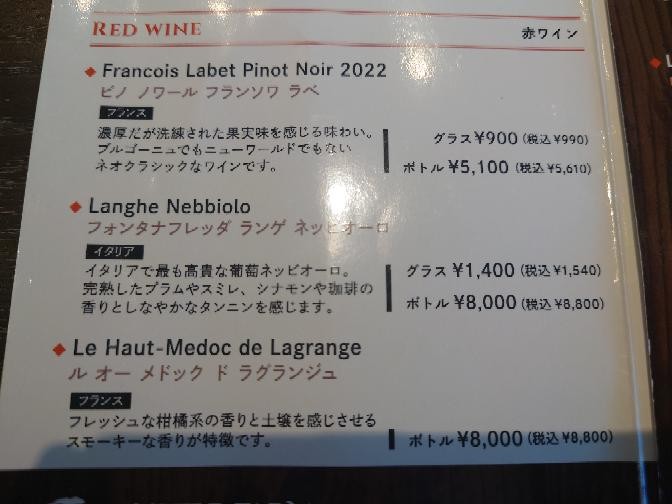 RED WINE 赤ワイン
◆ Francois Labet Pinot Noir 2022
ピノ ノワール フランソワ ラベ
フランス
濃厚だが洗練された果実味を感じる味わい。
ブルゴーニュでもニューワールドでもない
ネオクラシックなワインです。
グラス ¥900 (税込 ¥990)
ボトル ¥5,100 (税込 ¥5,610)
◆ Langhe Nebbiolo
フォンタナフレッダ ランゲ ネッビオーロ
イタリア
イタリアで最も高貴な葡萄ネッビオーロ。
完熟したプラムやスミレ、シナモンや珈琲の
香りとしなやかなタンニンを感じます。
グラス ¥1,400 (税込 ¥1,540)
ボトル ¥8,000 (税込 ¥8,800)
◆ Le Haut-Medoc de Lagrange
ル オー メドック ド ラグランジュ
フランス
フレッシュな柑橘系の香りと土壌を感じさせる
スモーキーな香りが特徴です。
ボトル ¥8,000 (税込 ¥8,800)